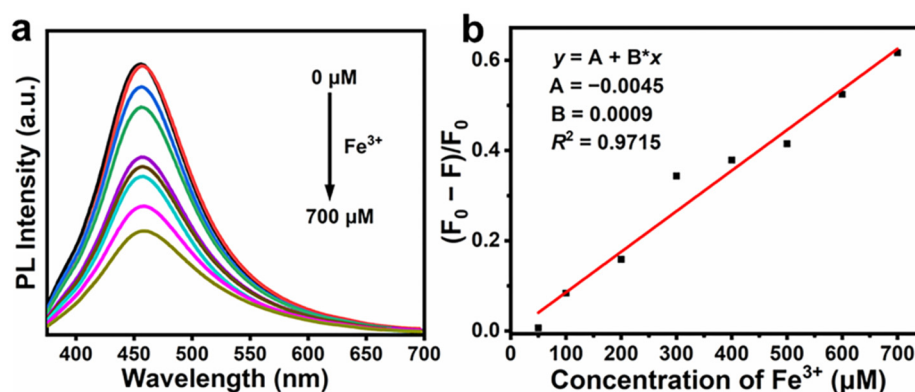 a
PL Intensity (a.u.)
0 μM
Fe³⁺
700 μM
400 450 500 550 600 650 700
Wavelength (nm)
b
(F₀ − F)/F₀
0.6
0.4
0.2
0.0
y = A + B*x
A = −0.0045
B = 0.0009
R² = 0.9715
0 100 200 300 400 500 600 700
Concentration of Fe³⁺ (μM)